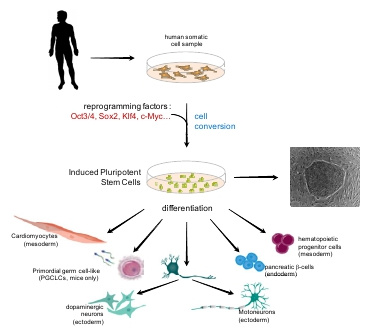 human somatic
cell sample
reprogramming factors :
Oct3/4, Sox2, Klf4, c-Myc…
cell
conversion
Induced Pluripotent
Stem Cells
differentiation
Cardiomyocytes
(mesoderm)
hematopoietic
progenitor cells
(mesoderm)
Primordial germ cell-like
(PGCLCs, mice only)
pancreatic β-cells
(endoderm)
dopaminergic
neurons
(ectoderm)
Motoneurons
(ectoderm)